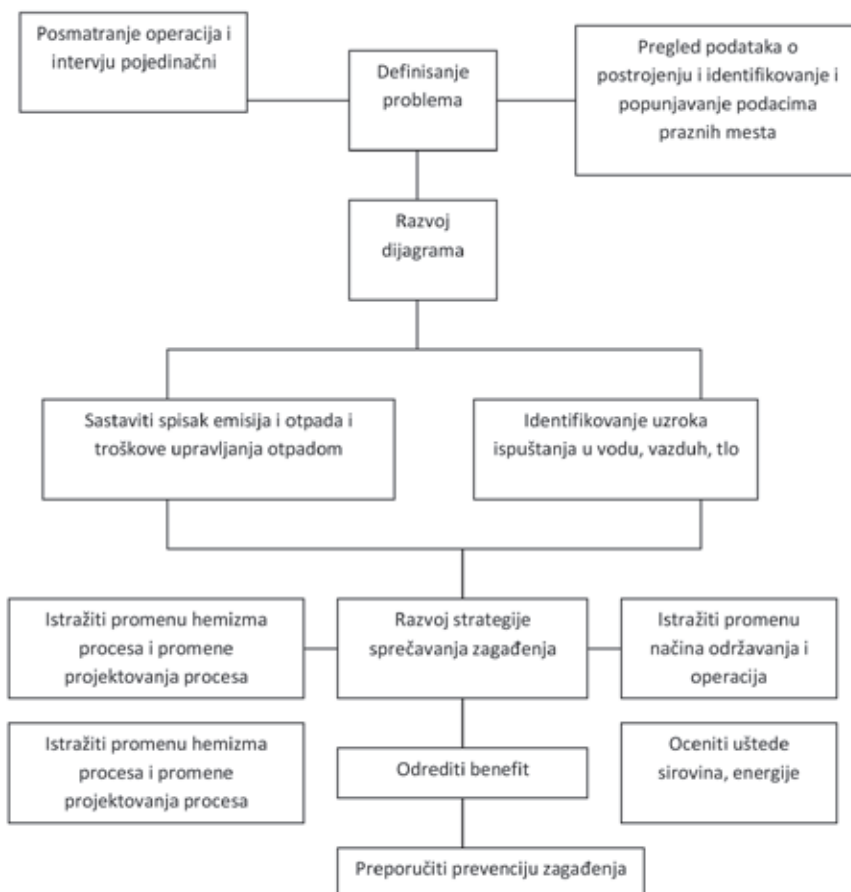 Posmatranje operacija i
intervju pojedinačni
Definisanje
problema
Pregled podataka o
postrojenju i identifikovanje i
popunjavanje podacima
praznih mesta
Razvoj
dijagrama
Sastaviti spisak emisija i otpada i
troškove upravljanja otpadom
Identifikovanje uzroka
ispuštanja u vodu, vazduh, tlo
Istražiti promenu hemizma
procesa i promene
projektovanja procesa
Razvoj strategije
sprečavanja zagađenja
Istražiti promenu
načina održavanja i
operacija
Istražiti promenu hemizma
procesa i promene
projektovanja procesa
Odrediti benefit
Oceniti uštede
sirovina, energije
Preporučiti prevenciju zagađenja